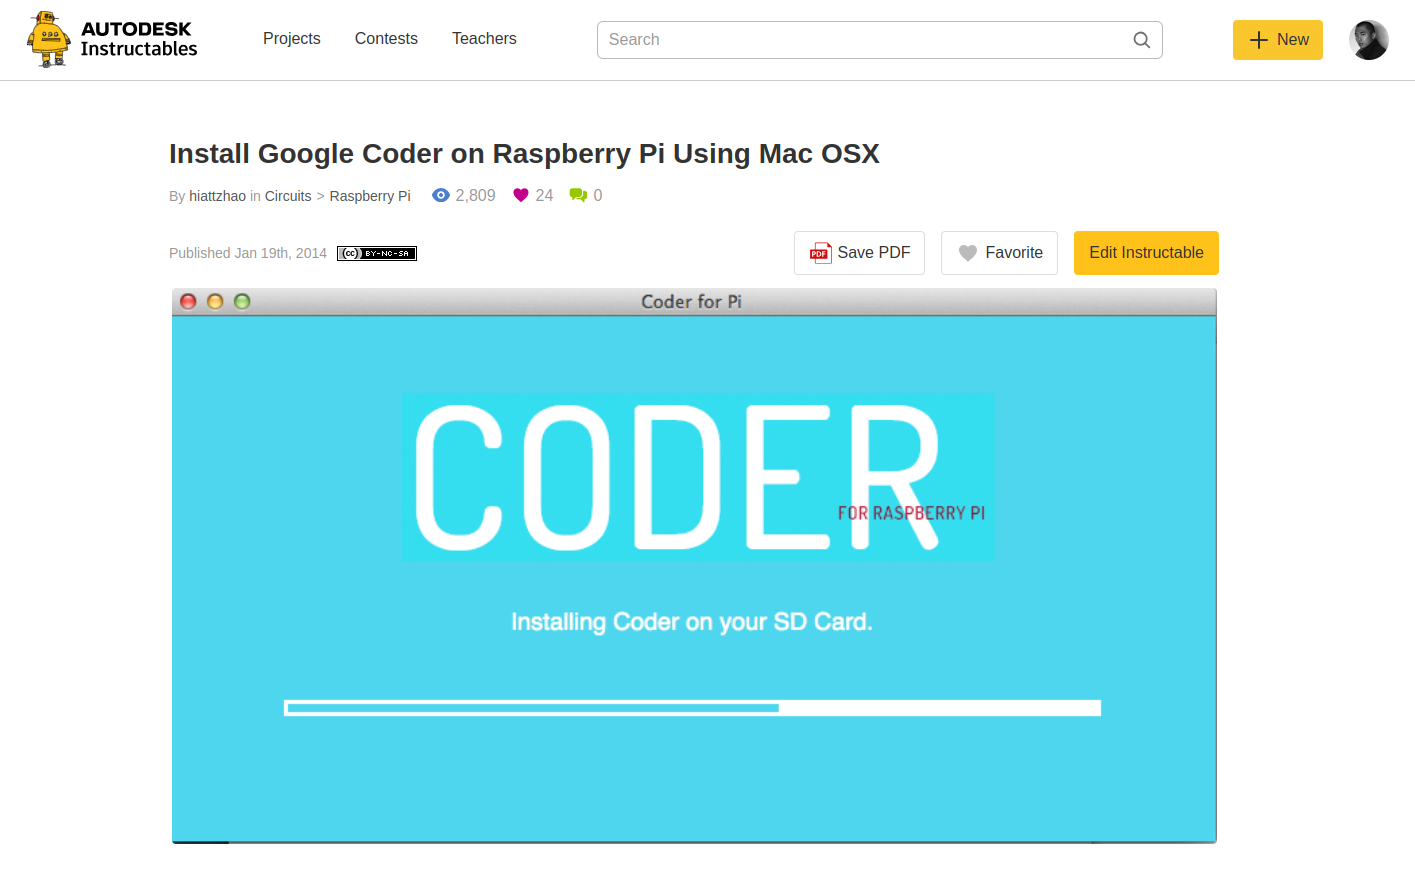 AUTODESK
Instructables
Projects
Contests
Teachers
Search
New
Install Google Coder on Raspberry Pi Using Mac OSX
By hiattzhao in Circuits > Raspberry Pi
2,809
24
0
Published Jan 19th, 2014
(cc) BY-NC-SA
PDF
Save PDF
Favorite
Edit Instructable
Coder for Pi
CODER
FOR RASPBERRY PI
Installing Coder on your SD Card.